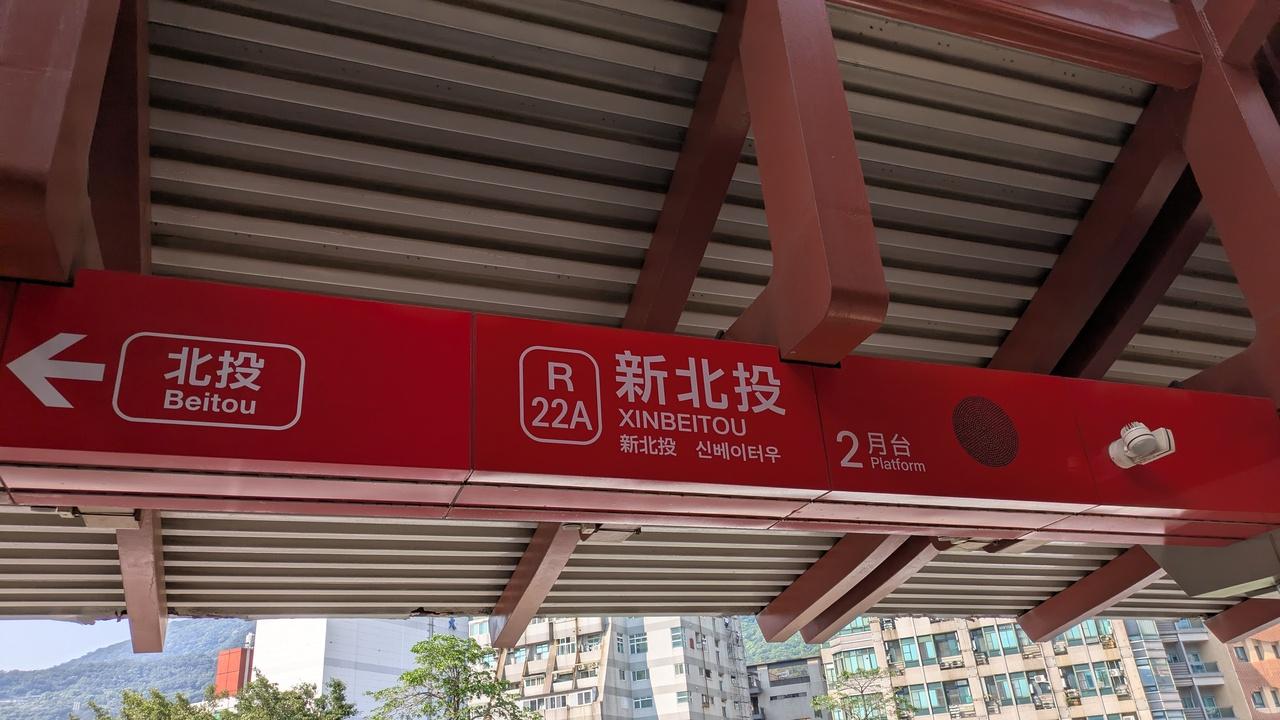 北投
Beitou
R
22A
新北投
XINBEITOU
新北投 신베이터우
2 月台
Platform